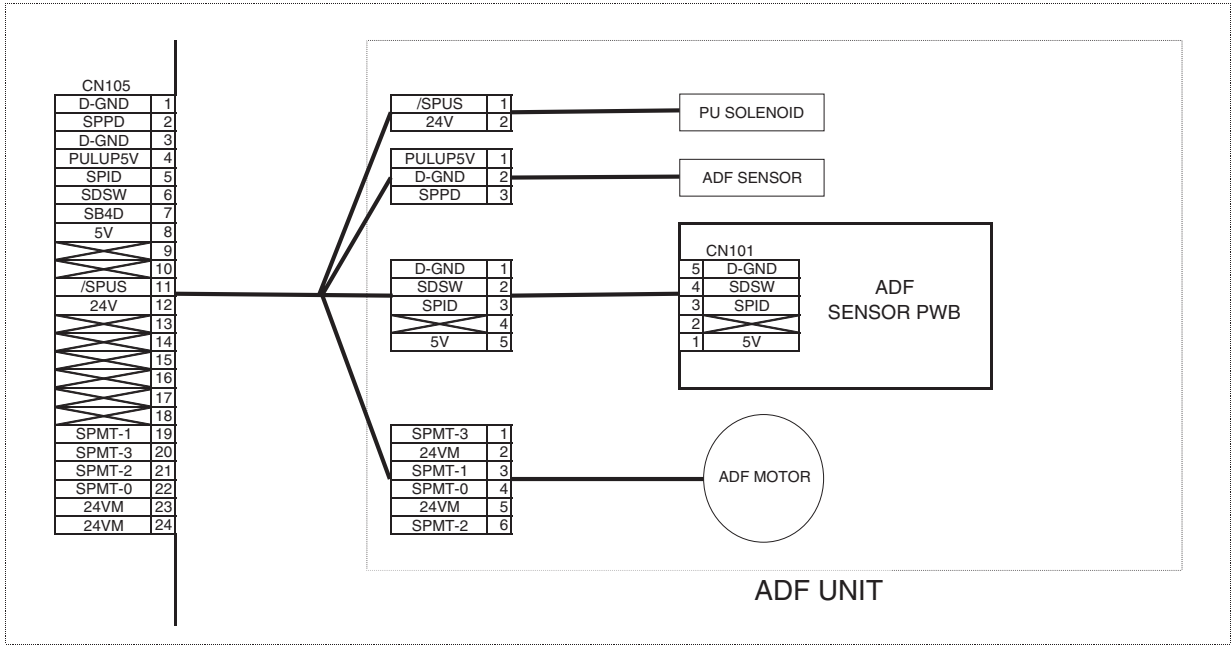 CN105
D-GND 1
SPPD 2
D-GND 3
PULUP5V 4
SPID 5
SDSW 6
SB4D 7
5V 8
9
10
/SPUS 11
24V 12
13
14
15
16
17
18
SPMT-1 19
SPMT-3 20
SPMT-2 21
SPMT-0 22
24VM 23
24VM 24
/SPUS 1
24V 2
PULUP5V 1
D-GND 2
SPPD 3
D-GND 1
SDSW 2
SPID 3
4
5V 5
SPMT-3 1
24VM 2
SPMT-1 3
SPMT-0 4
24VM 5
SPMT-2 6
PU SOLENOID
ADF SENSOR
CN101
5 D-GND
4 SDSW
3 SPID
2
1 5V
ADF
SENSOR PWB
ADF MOTOR
ADF UNIT